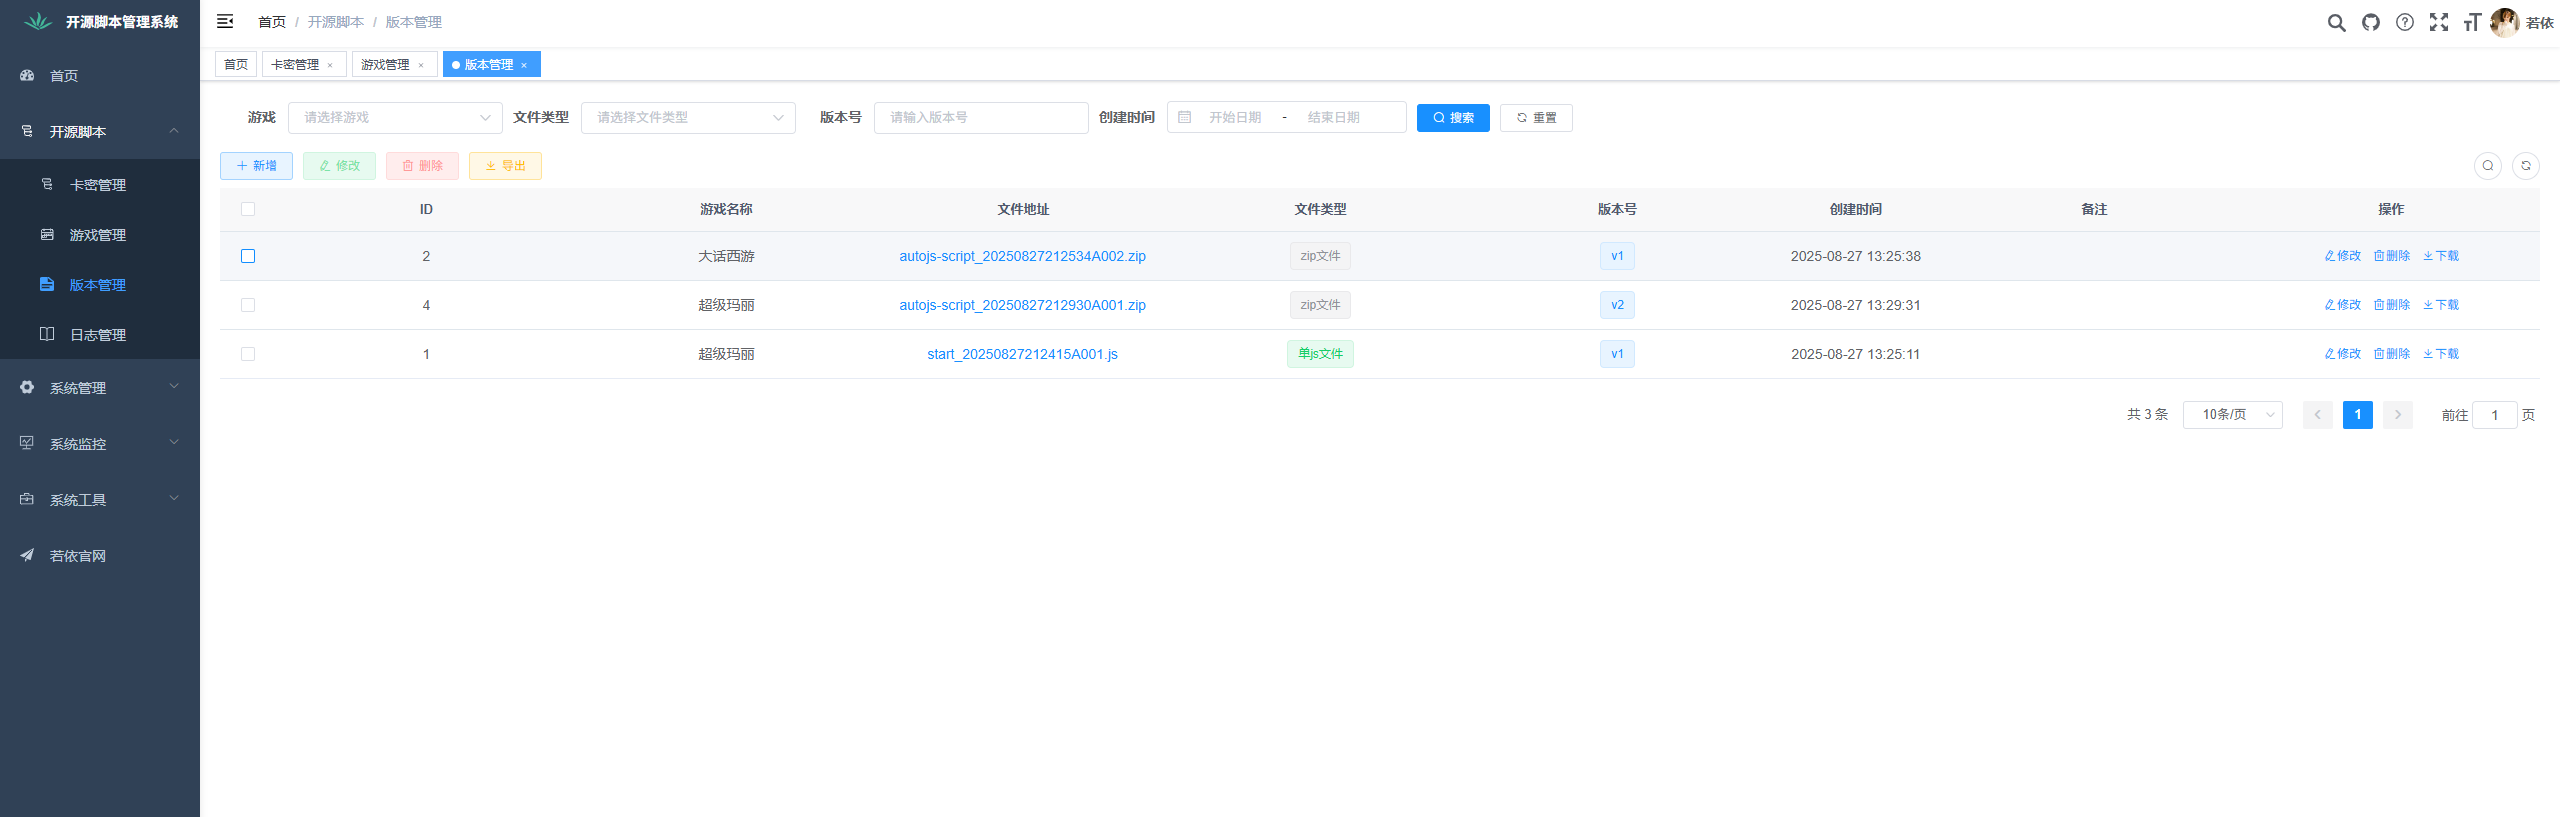 开源脚本管理系统
首页
开源脚本
卡密管理
游戏管理
版本管理
日志管理
系统管理
系统监控
系统工具
若依官网
首页 / 开源脚本 / 版本管理
若依
首页 卡密管理 × 游戏管理 × 版本管理 ×
游戏 请选择游戏 文件类型 请选择文件类型 版本号 请输入版本号 创建时间 开始日期 - 结束日期 搜索 重置
新增 修改 删除 导出
ID 游戏名称 文件地址 文件类型 版本号 创建时间 备注 操作
2 大话西游 autojs-script_20250827212534A002.zip zip文件 v1 2025-08-27 13:25:38 修改 删除 下载
4 超级玛丽 autojs-script_20250827212930A001.zip zip文件 v2 2025-08-27 13:29:31 修改 删除 下载
1 超级玛丽 start_20250827212415A001.js 单js文件 v1 2025-08-27 13:25:11 修改 删除 下载
共 3 条 10条/页 1 前往 1 页